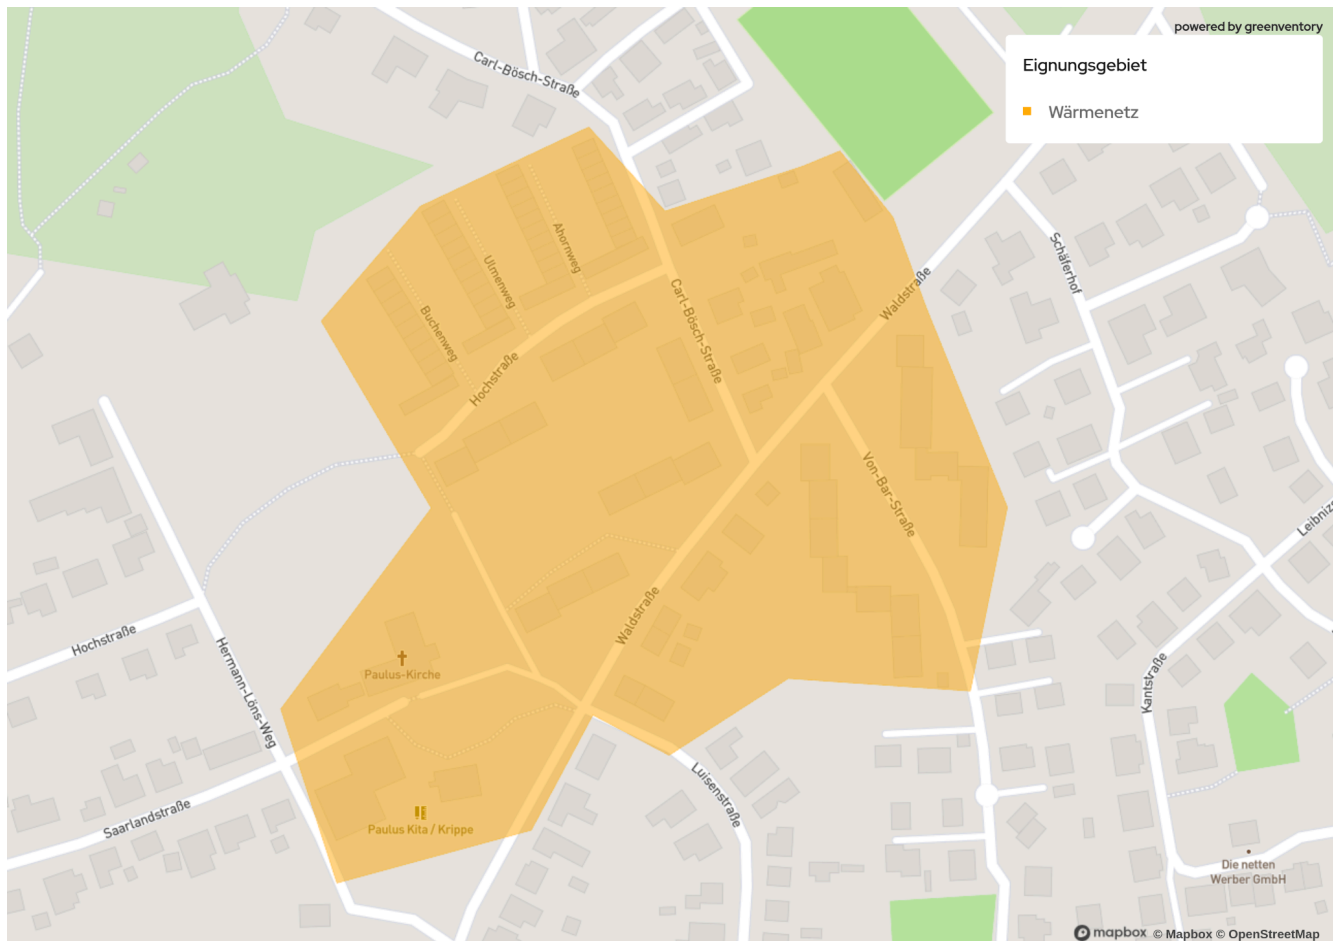 powered by greenventory
Eignungsgebiet
Wärmenetz
Carl-Bösch-Straße
Ahornweg
Ulmenweg
Buchenweg
Hochstraße
Carl-Bösch-Straße
Waldstraße
Schäferhof
Von-Bar-Straße
Leibnizs
Waldstraße
Hochstraße
Hermann-Löns-Weg
Paulus-Kirche
Kantstraße
Saarlandstraße
Luisenstraße
Paulus Kita / Krippe
Die netten
Werber GmbH
mapbox © Mapbox © OpenStreetMap